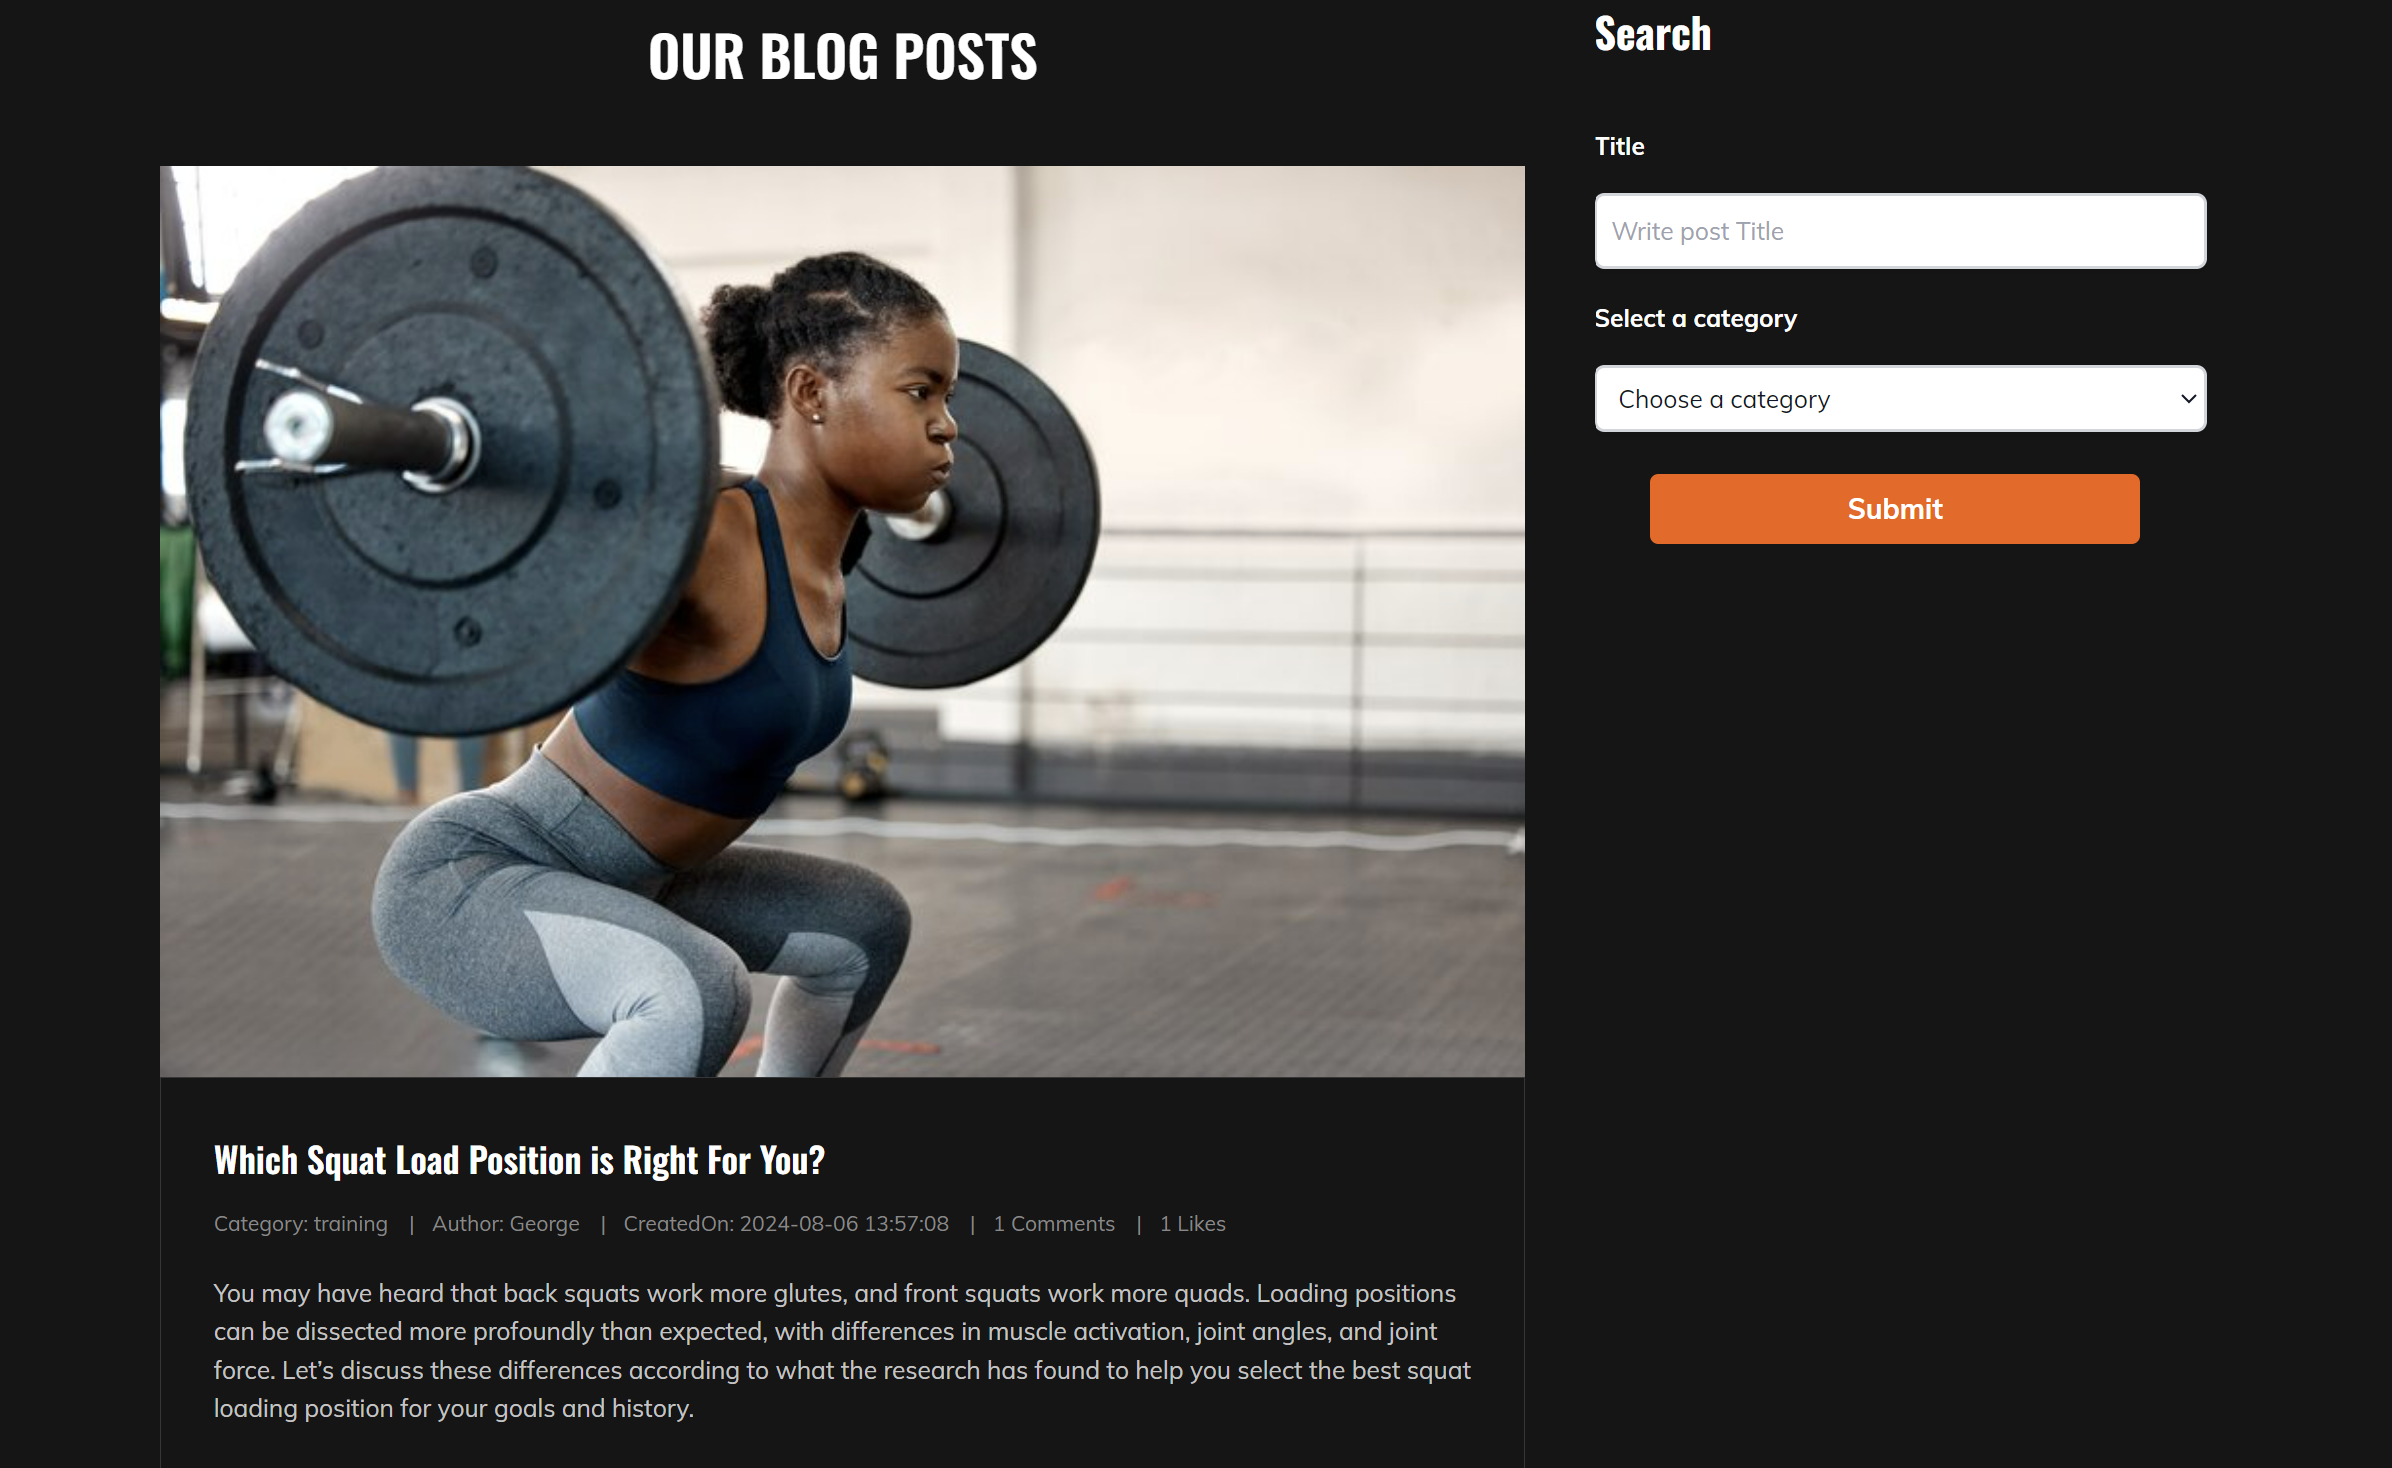 OUR BLOG POSTS
Search
Title
Write post Title
Select a category
Choose a category
Submit
Which Squat Load Position is Right For You?
Category: training | Author: George | CreatedOn: 2024-08-06 13:57:08 | 1 Comments | 1 Likes
You may have heard that back squats work more glutes, and front squats work more quads. Loading positions
can be dissected more profoundly than expected, with differences in muscle activation, joint angles, and joint
force. Let’s discuss these differences according to what the research has found to help you select the best squat
loading position for your goals and history.